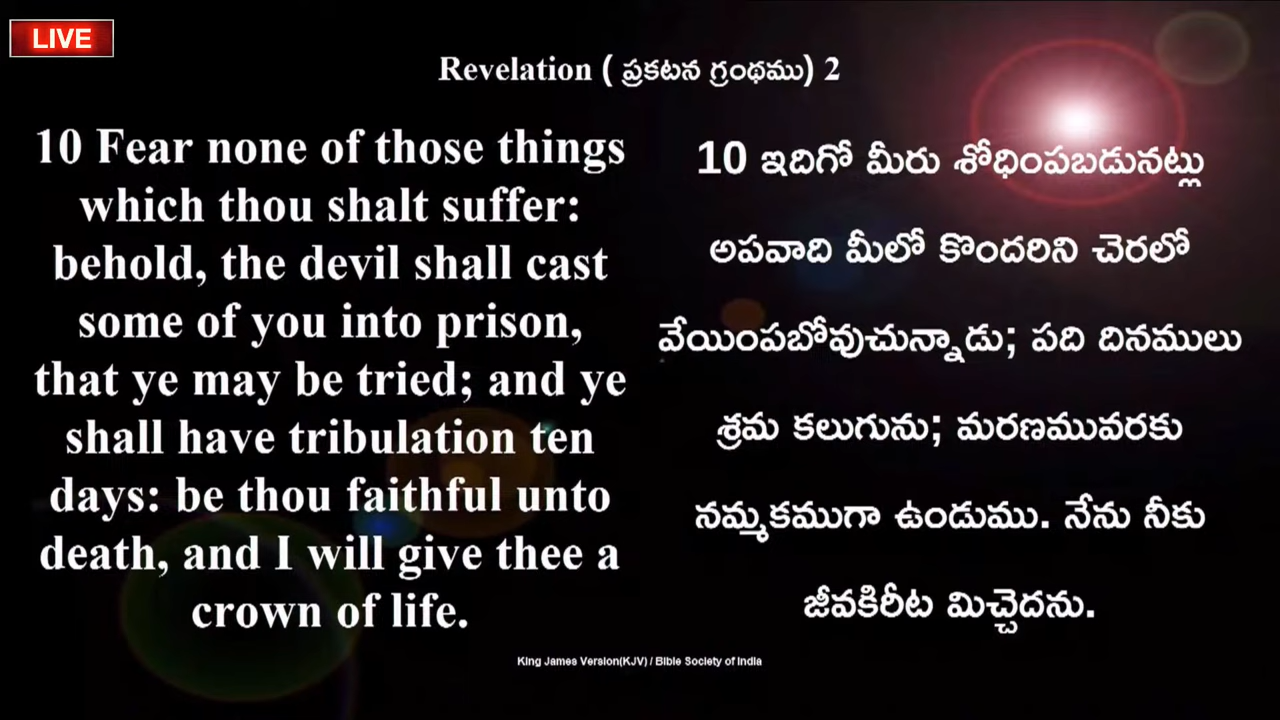 LIVE
Revelation ( ప్రకటన గ్రంథము) 2
10 Fear none of those things
which thou shalt suffer:
behold, the devil shall cast
some of you into prison,
that ye may be tried; and ye
shall have tribulation ten
days: be thou faithful unto
death, and I will give thee a
crown of life.
10 ఇదిగో మీరు శోధింపబడునట్లు
అపవాది మీలో కొందరిని చెరలో
వేయింపబోవుచున్నాడు; పది దినములు
శ్రమ కలుగును; మరణమువరకు
నమ్మకముగా ఉండుము. నేను నీకు
జీవకిరీట మిచ్చెదను.
King James Version(KJV) / Bible Society of India